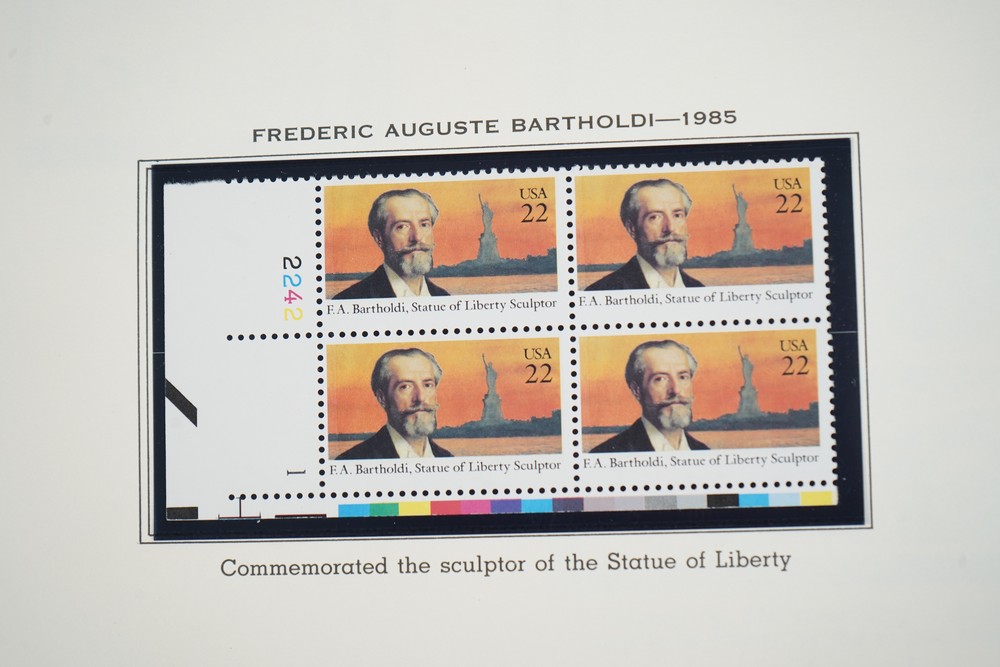 FREDERIC AUGUSTE BARTHOLDI—1985
USA
22
F.A. Bartholdi, Statue of Liberty Sculptor
USA
22
F.A. Bartholdi, Statue of Liberty Sculptor
2242
USA
22
F.A. Bartholdi, Statue of Liberty Sculptor
USA
22
F.A. Bartholdi, Statue of Liberty Sculptor
1
Commemorated the sculptor of the Statue of Liberty